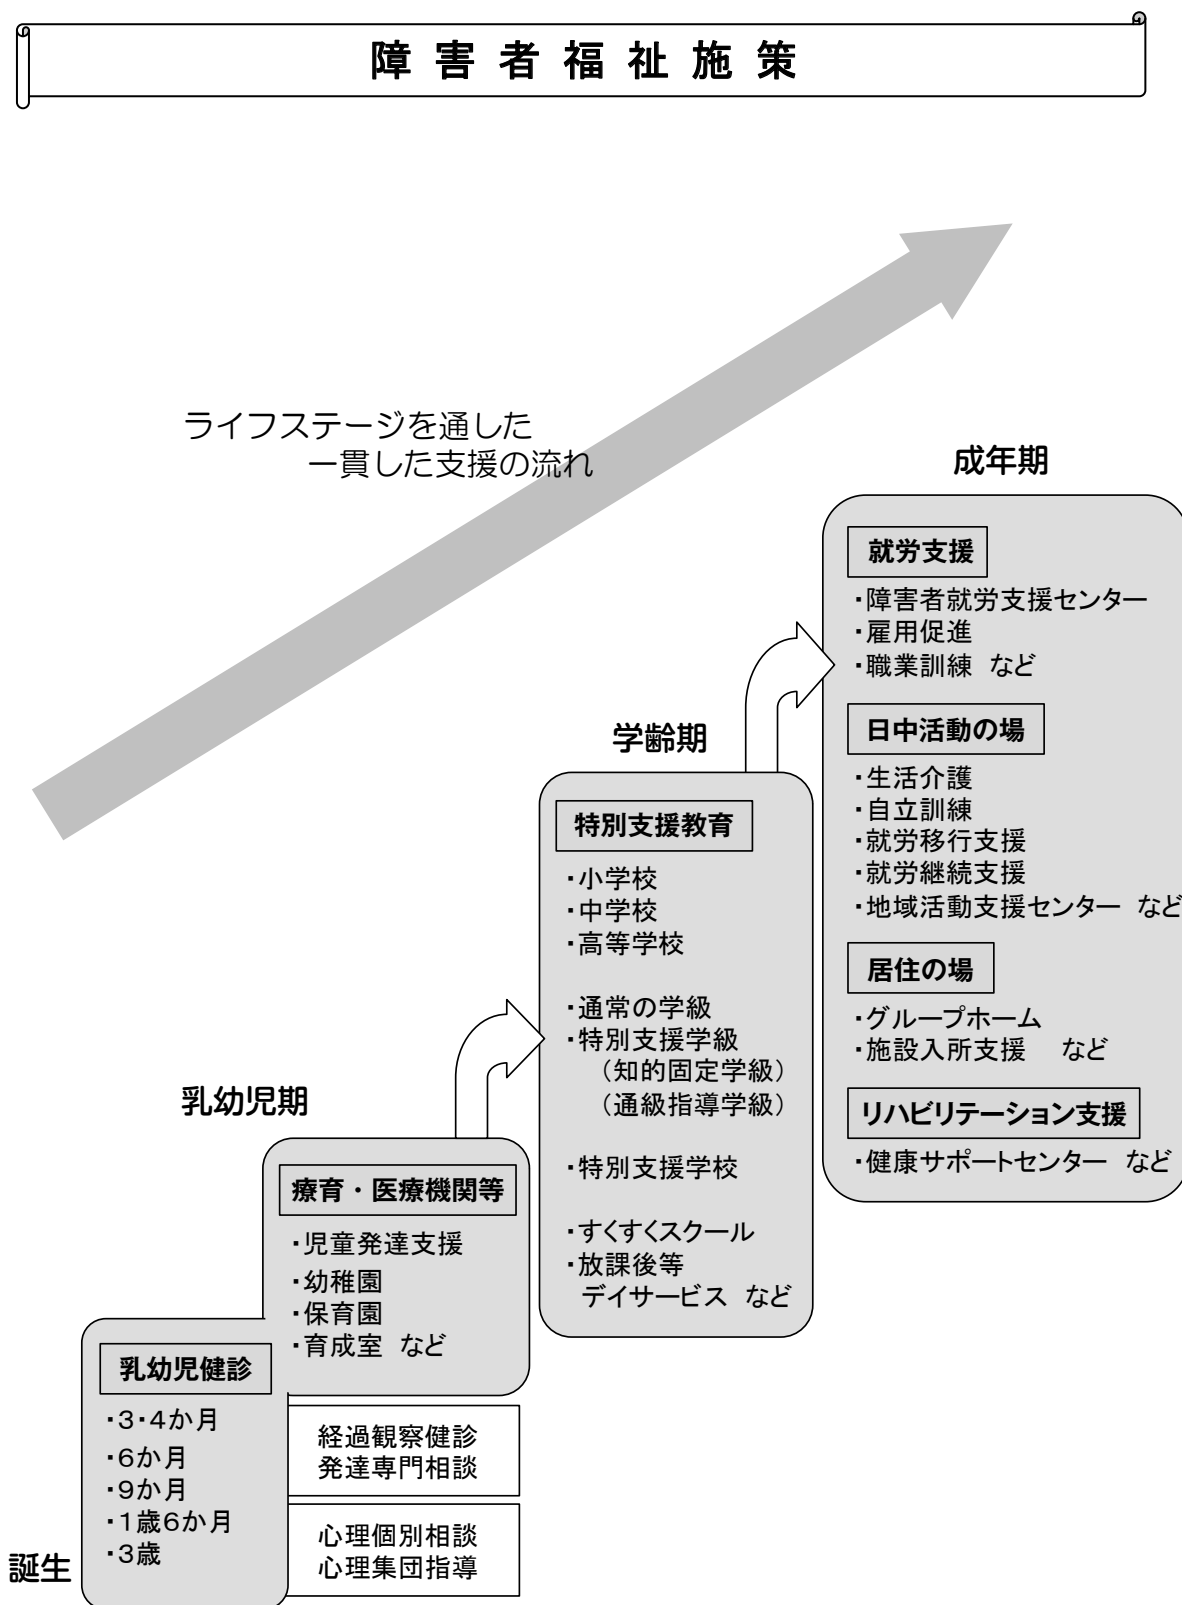 障害者福祉施策
ライフステージを通した
一貫した支援の流れ
成年期
就労支援
・障害者就労支援センター
・雇用促進
・職業訓練 など
日中活動の場
・生活介護
・自立訓練
・就労移行支援
・就労継続支援
・地域活動支援センター など
居住の場
・グループホーム
・施設入所支援 など
リハビリテーション支援
・健康サポートセンター など
学齢期
特別支援教育
・小学校
・中学校
・高等学校
・通常の学級
・特別支援学級
（知的固定学級）
（通級指導学級）
・特別支援学校
・すくすくスクール
・放課後等
デイサービス など
乳幼児期
療育・医療機関等
・児童発達支援
・幼稚園
・保育園
・育成室 など
乳幼児健診
・3・4か月
・6か月
・9か月
・1歳6か月
・3歳
経過観察健診
発達専門相談
心理個別相談
心理集団指導
誕生